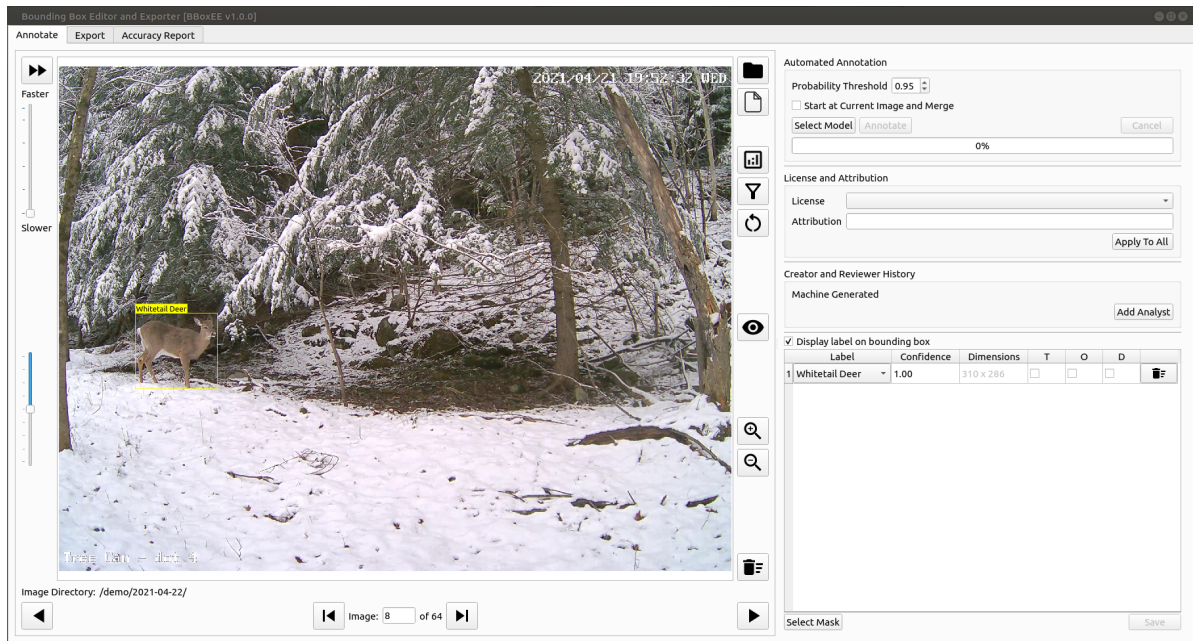 Bounding Box Editor and Exporter [BBoxEE v1.0.0]
Annotate Export Accuracy Report
Faster
Slower
2021/04/21 19:52:32 WED
Whitetail Deer
Image Directory: /demo/2021-04-22/
Image: 8 of 64
Automated Annotation
Probability Threshold 0.95
Start at Current Image and Merge
Select Model Annotate Cancel
0%
License and Attribution
License
Attribution
Apply To All
Creator and Reviewer History
Machine Generated
Add Analyst
Display label on bounding box
Label Confidence Dimensions T O D
1 Whitetail Deer 1.00 310 x 286
Select Mask Save